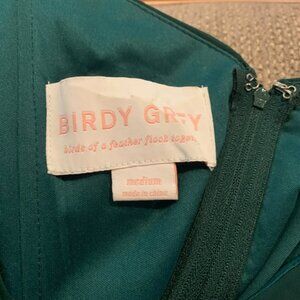 BIRDY GREY
birds of a feather flock together
medium
made in china